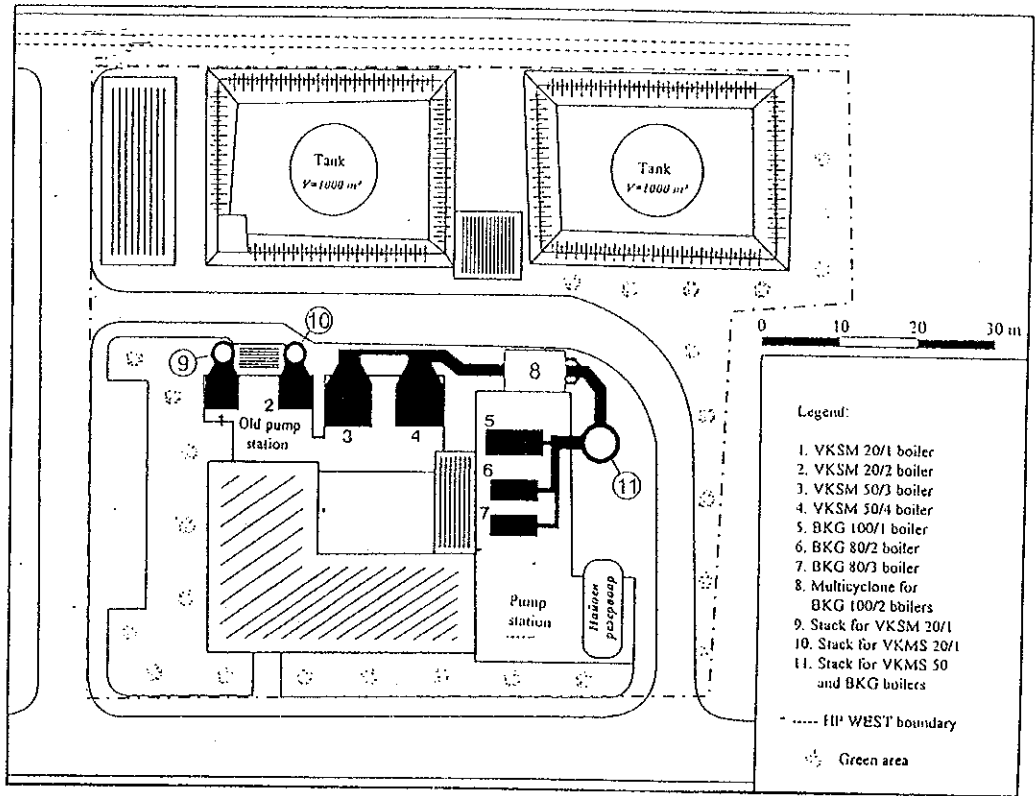 Tank
V=1000 m³
Tank
V=1000 m³
0 10 20 30 m
10
9
8
1
2
Old pump
station
3
4
5
6
7
11
Pump
station
резервоар
Legend:
1. VKSM 20/1 boiler
2. VKSM 20/2 boiler
3. VKSM 50/3 boiler
4. VKSM 50/4 boiler
5. BKG 100/1 boiler
6. BKG 80/2 boiler
7. BKG 80/3 boiler
8. Multicyclone for
BKG 100/2 boilers
9. Stack for VKSM 20/1
10. Stack for VKMS 20/1
11. Stack for VKMS 50
and BKG boilers
HP WEST boundary
Green area